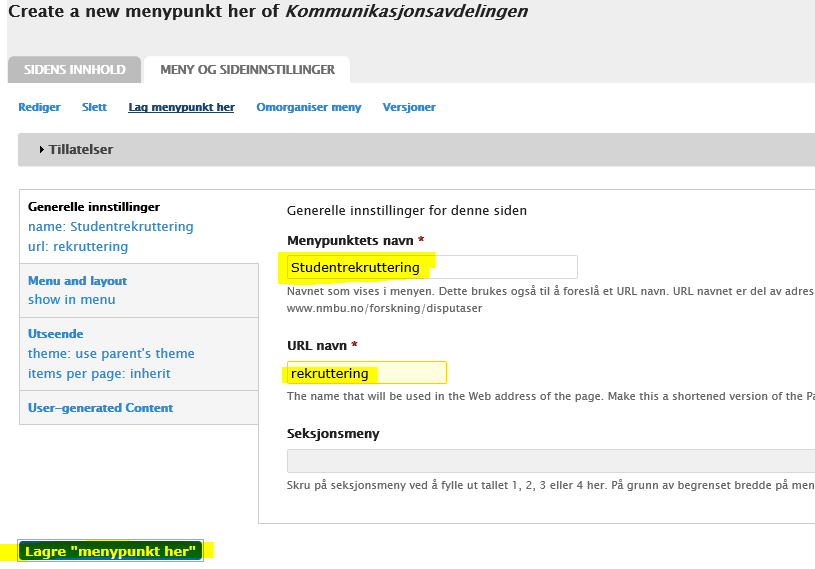 Create a new menypunkt her of Kommunikasjonsavdelingen
SIDENS INNHOLD MENY OG SIDEINNSTILLINGER
Rediger Slett Lag menypunkt her Omorganiser meny Versjoner
Tillatelser
Generelle innstillinger
name: Studentrekruttering
url: rekruttering
Menu and layout
show in menu
Utseende
theme: use parent's theme
items per page: inherit
User-generated Content
Generelle innstillinger for denne siden
Menypunktets navn *
Studentrekruttering
Navnet som vises i menyen. Dette brukes også til å foreslå et URL navn. URL navnet er del av adres
www.nmbu.no/forskning/disputaser
URL navn *
rekruttering
The name that will be used in the Web address of the page. Make this a shortened version of the Pa
Seksjonsmeny
Skru på seksjonsmeny ved å fylle ut tallet 1, 2, 3 eller 4 her. På grunn av begrenset bredde på men
Lagre "menypunkt her"